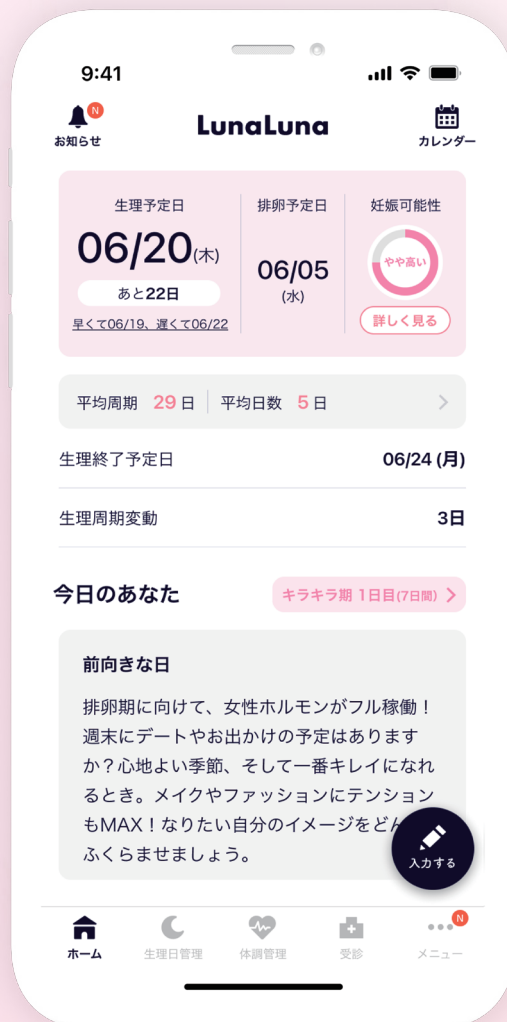 9:41
N
お知らせ
LunaLuna
カレンダー
生理予定日
06/20(木)
あと22日
早くて06/19、遅くて06/22
排卵予定日
06/05
(水)
妊娠可能性
やや高い
詳しく見る
平均周期 29日
平均日数 5日
生理終了予定日
06/24 (月)
生理周期変動
3日
今日のあなた
キラキラ期 1日目(7日間)
前向きな日
排卵期に向けて、女性ホルモンがフル稼働！
週末にデートやお出かけの予定はあります
か？心地よい季節、そして一番キレイになれ
るとき。メイクやファッションにテンション
もMAX！なりたい自分のイメージをど
ふくらませましょう。
入力する
ホーム
生理日管理
体調管理
受診
N
メニュー